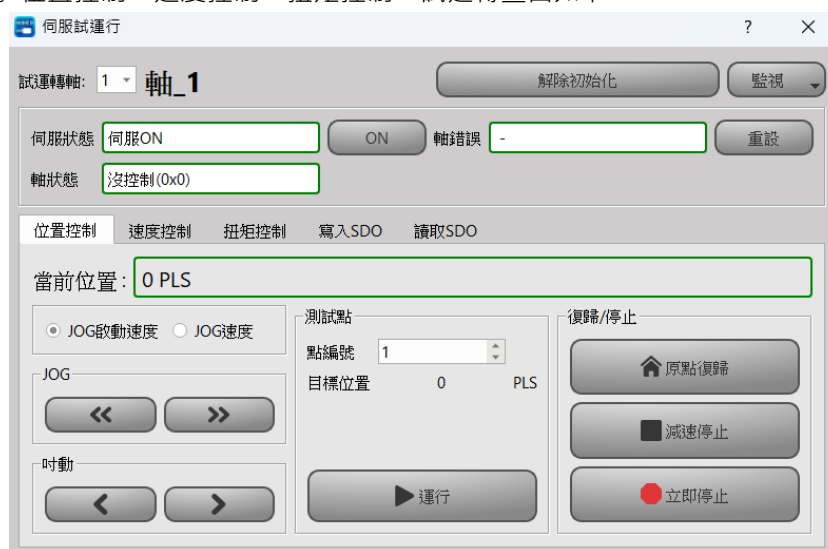 伺服試運行 ? ×
試運轉軸: 1 軸_1 解除初始化 監視
伺服狀態 伺服ON ON 軸錯誤 - 重設
軸狀態 沒控制(0x0)
位置控制 速度控制 扭矩控制 寫入SDO 讀取SDO
當前位置: 0 PLS
JOG啟動速度 JOG速度
JOG
吋動
測試點
點編號 1
目標位置 0 PLS
運行
復歸/停止
原點復歸
減速停止
立即停止